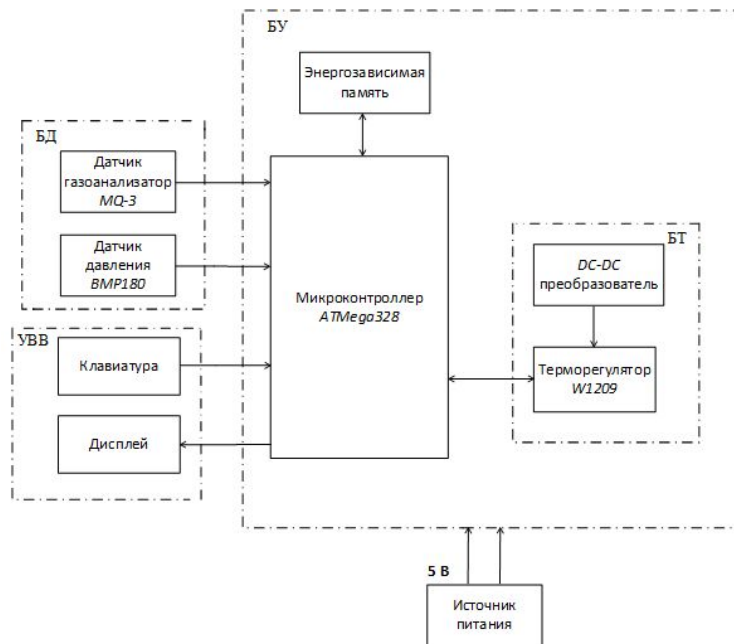 БУ
Энергозависимая
память
БД
Датчик
газоанализатор
MQ-3
Датчик
давления
BMP180
Микроконтроллер
ATMega328
БТ
DC-DC
преобразователь
Терморегулятор
W1209
УВВ
Клавиатура
Дисплей
5 В
Источник
питания